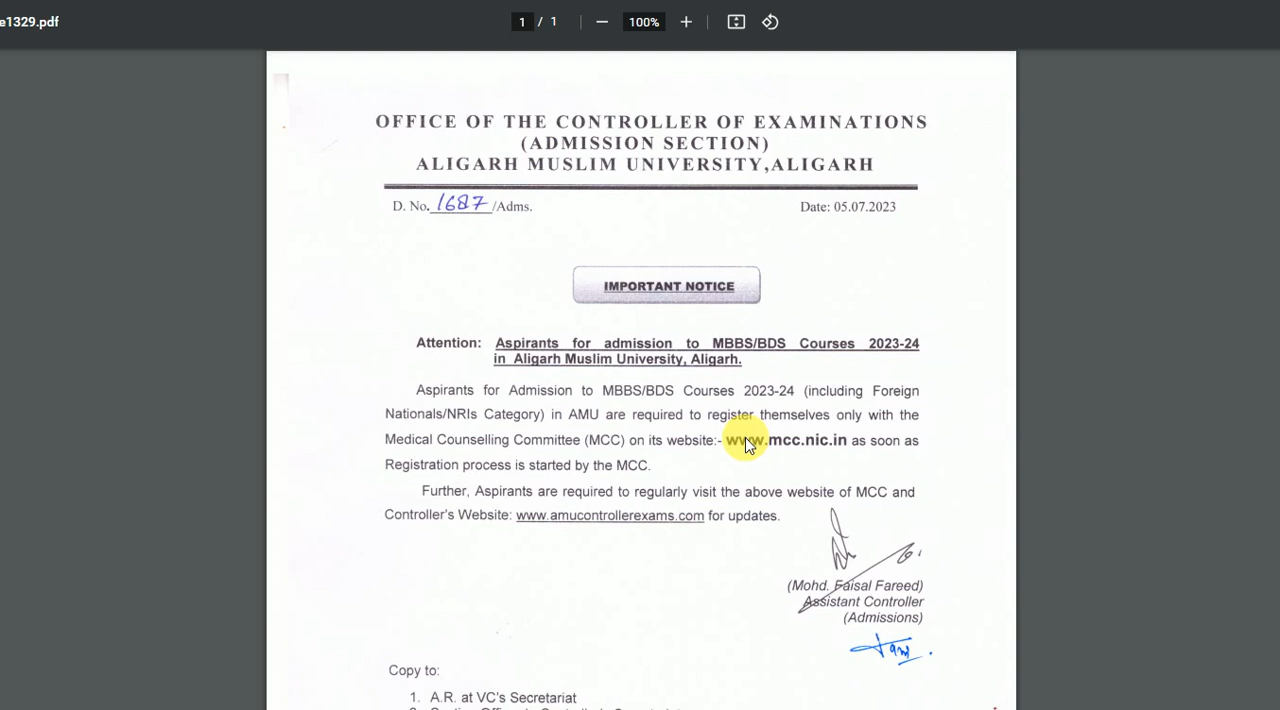 e1329.pdf
1 / 1
100%
OFFICE OF THE CONTROLLER OF EXAMINATIONS
(ADMISSION SECTION)
ALIGARH MUSLIM UNIVERSITY,ALIGARH
D. No. 1687 /Adms.
Date: 05.07.2023
IMPORTANT NOTICE
Attention: Aspirants for admission to MBBS/BDS Courses 2023-24
in Aligarh Muslim University, Aligarh.
Aspirants for Admission to MBBS/BDS Courses 2023-24 (including Foreign
Nationals/NRIs Category) in AMU are required to register themselves only with the
Medical Counselling Committee (MCC) on its website:- www.mcc.nic.in as soon as
Registration process is started by the MCC.
Further, Aspirants are required to regularly visit the above website of MCC and
Controller's Website: www.amucontrollerexams.com for updates.
(Mohd. Faisal Fareed)
Assistant Controller
(Admissions)
Copy to:
1. A.R. at VC's Secretariat